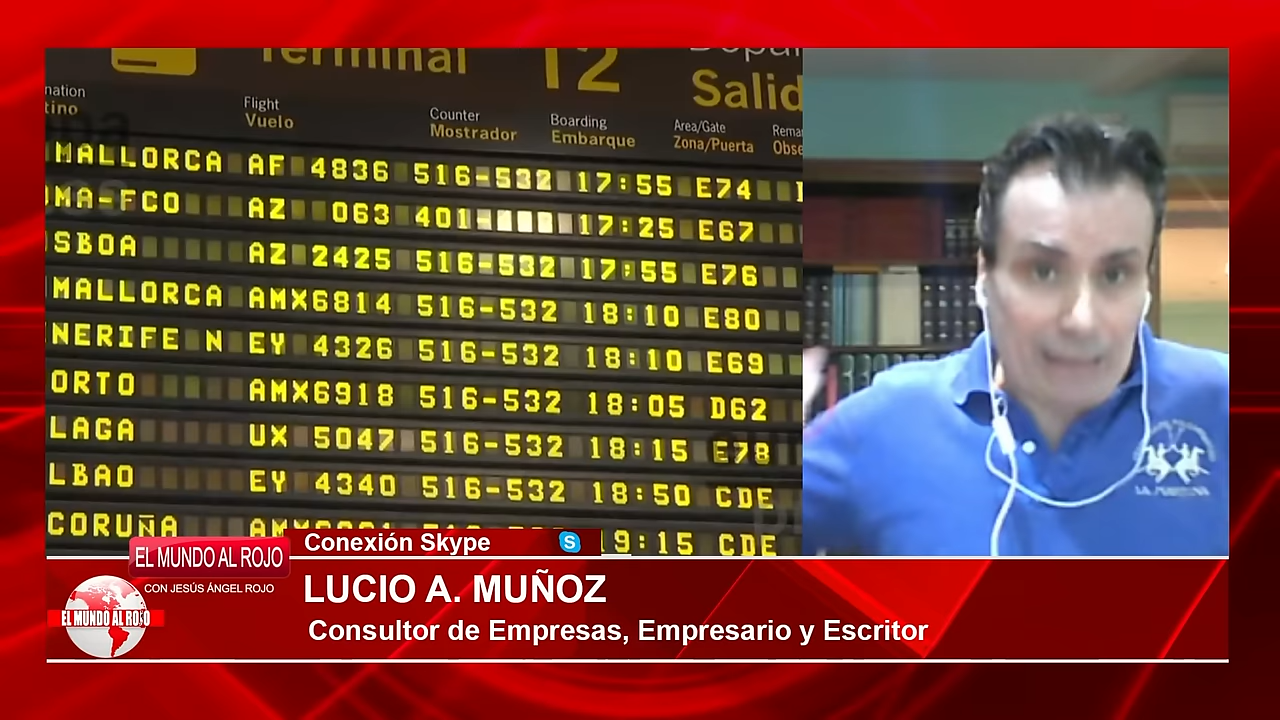 Terminal T2
Salid
Flight
Vuelo
Counter
Mostrador
Boarding
Embarque
Area/Gate
Zona/Puerta
MALLORCA AF 4836 516-532 17:55 E74
MA-FCO AZ 063 401- 17:25 E67
SBOA AZ 2425 516-532 17:55 E76
MALLORCA AMX6814 516-532 18:10 E80
NERIFE N EY 4326 516-532 18:10 E69
ORTO AMX6918 516-532 18:05 D62
LAGA UX 5047 516-532 18:15 E78
LBAO EY 4340 516-532 18:50 CDE
CORUÑA 19:15 CDE
Conexión Skype
EL MUNDO AL ROJO
CON JESÚS ÁNGEL ROJO
EL MUNDO AL ROJO
LUCIO A. MUÑOZ
Consultor de Empresas, Empresario y Escritor
LA MARTINA